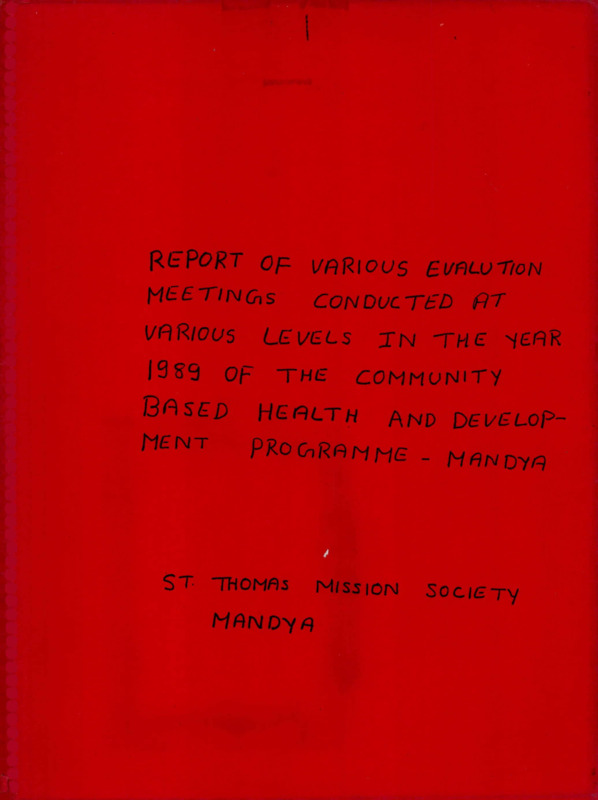 REPORT OF VARIOUS EVALUTION
MEETINGS CONDUCTED AT
VARIOUS LEVELS IN THE YEAR
1989 OF THE COMMUNITY
BASED HEALTH AND DEVELOP-
MENT PROGRAMME - MANDYA
ST. THOMAS MISSION SOCIETY
MANDYA